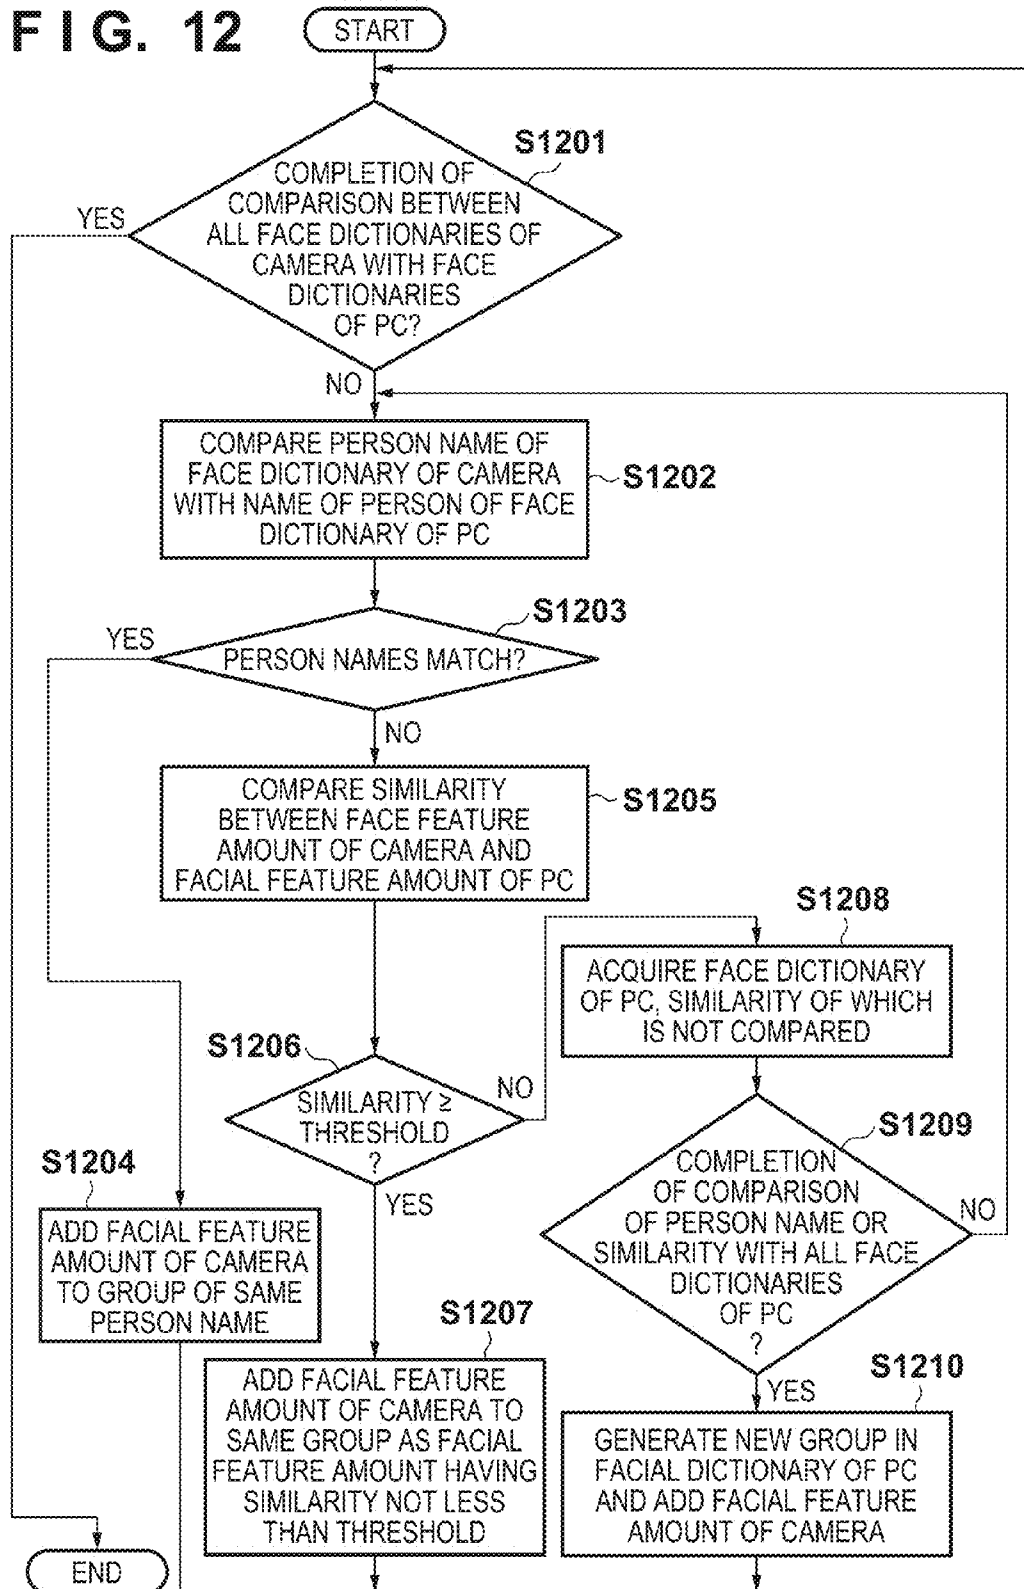 FIG. 12
START
S1201
COMPLETION OF
COMPARISON BETWEEN
ALL FACE DICTIONARIES OF
CAMERA WITH FACE
DICTIONARIES
OF PC?
YES
NO
COMPARE PERSON NAME OF
FACE DICTIONARY OF CAMERA
WITH NAME OF PERSON OF FACE
DICTIONARY OF PC
S1202
S1203
YES
PERSON NAMES MATCH?
NO
COMPARE SIMILARITY
BETWEEN FACE FEATURE
AMOUNT OF CAMERA AND
FACIAL FEATURE AMOUNT OF PC
S1205
S1208
ACQUIRE FACE DICTIONARY
OF PC, SIMILARITY OF WHICH
IS NOT COMPARED
S1206
SIMILARITY ≥
THRESHOLD
?
NO
YES
S1209
COMPLETION
OF COMPARISON
OF PERSON NAME OR
SIMILARITY WITH ALL FACE
DICTIONARIES
OF PC
?
NO
YES
S1204
ADD FACIAL FEATURE
AMOUNT OF CAMERA
TO GROUP OF SAME
PERSON NAME
S1207
ADD FACIAL FEATURE
AMOUNT OF CAMERA TO
SAME GROUP AS FACIAL
FEATURE AMOUNT HAVING
SIMILARITY NOT LESS
THAN THRESHOLD
S1210
GENERATE NEW GROUP IN
FACIAL DICTIONARY OF PC
AND ADD FACIAL FEATURE
AMOUNT OF CAMERA
END